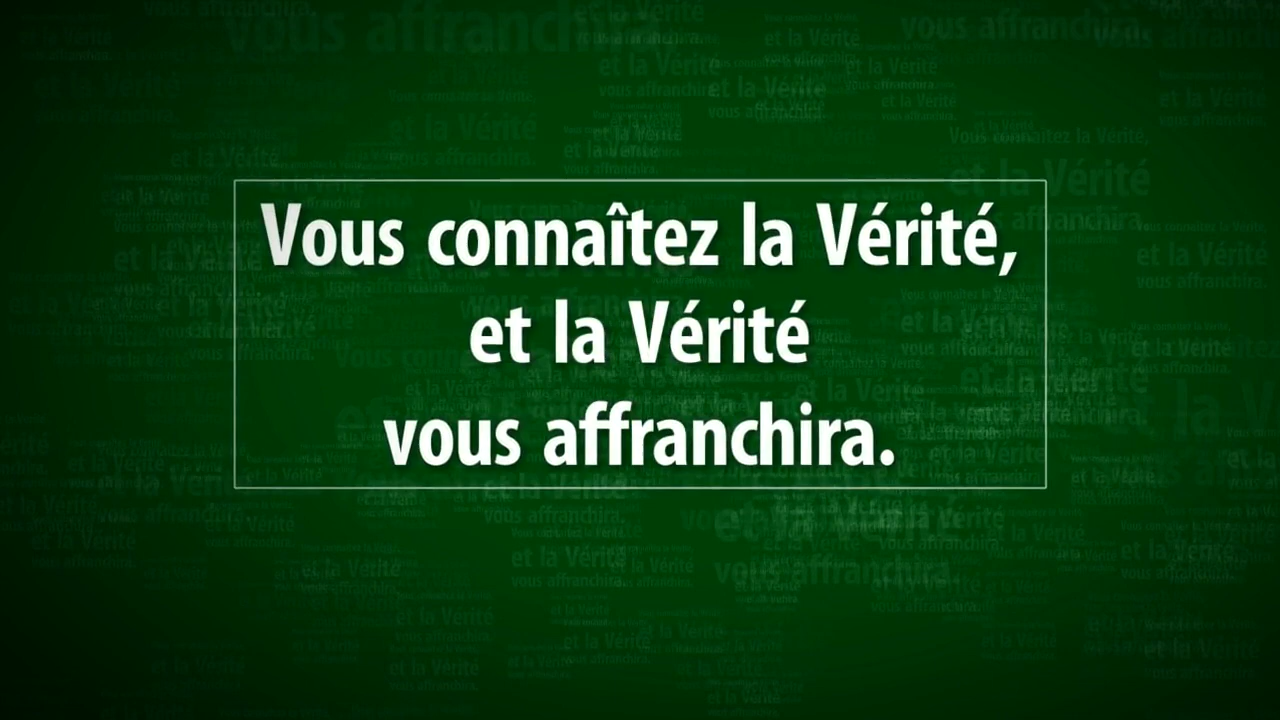 Vous connaîtez la Vérité,
et la Vérité
vous affranchira.